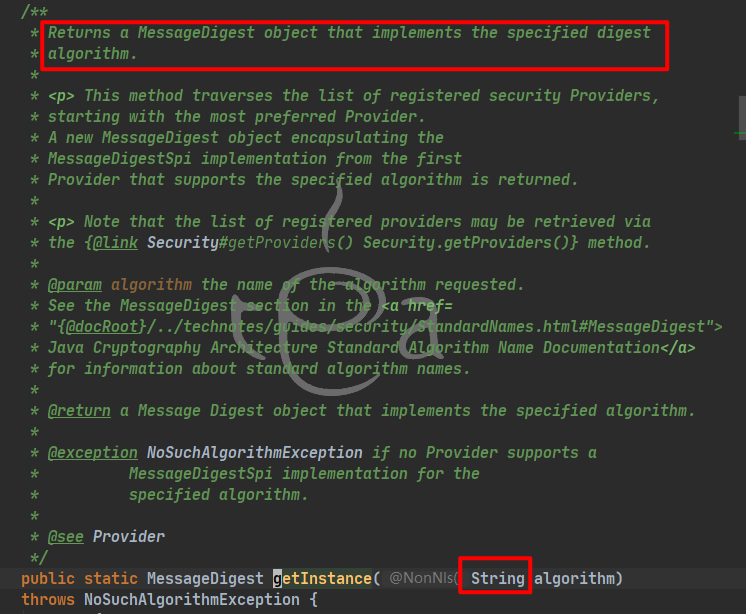 /**
* Returns a MessageDigest object that implements the specified digest
* algorithm.
*
* <p> This method traverses the list of registered security Providers,
* starting with the most preferred Provider.
* A new MessageDigest object encapsulating the
* MessageDigestSpi implementation from the first
* Provider that supports the specified algorithm is returned.
*
* <p> Note that the list of registered providers may be retrieved via
* the {@link Security#getProviders() Security.getProviders()} method.
*
* @param algorithm the name of the algorithm requested.
* See the MessageDigest section in the <a href=
* "{@docRoot}/../technotes/guides/security/StandardNames.html#MessageDigest">
* Java Cryptography Architecture Standard Algorithm Name Documentation</a>
* for information about standard algorithm names.
*
* @return a Message Digest object that implements the specified algorithm.
*
* @exception NoSuchAlgorithmException if no Provider supports a
* MessageDigestSpi implementation for the
* specified algorithm.
*
* @see Provider
*/
public static MessageDigest getInstance( @NonNls( String algorithm)
throws NoSuchAlgorithmException {